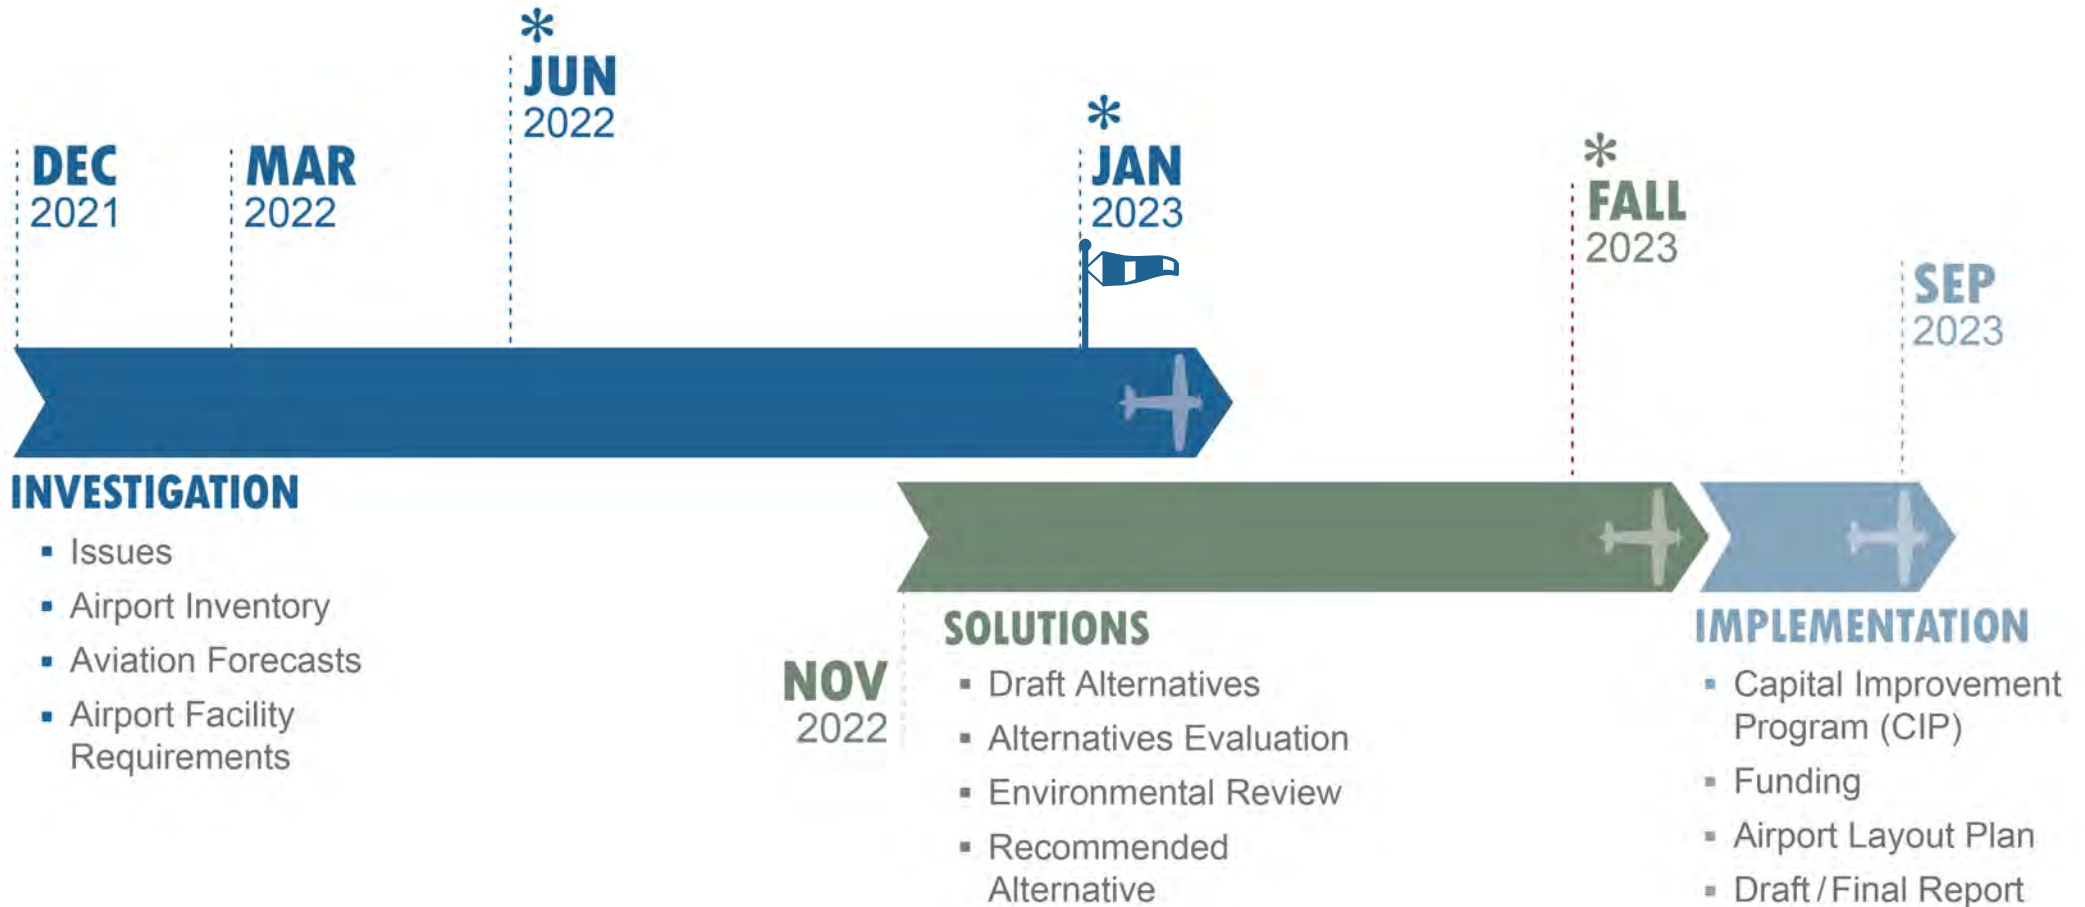 *
JUN
2022
*
JAN
2023
DEC
2021
MAR
2022
*
FALL
2023
SEP
2023
INVESTIGATION
▪ Issues
▪ Airport Inventory
▪ Aviation Forecasts
▪ Airport Facility
Requirements
NOV
2022
SOLUTIONS
▪ Draft Alternatives
▪ Alternatives Evaluation
▪ Environmental Review
▪ Recommended
Alternative
IMPLEMENTATION
▪ Capital Improvement
Program (CIP)
▪ Funding
▪ Airport Layout Plan
▪ Draft / Final Report